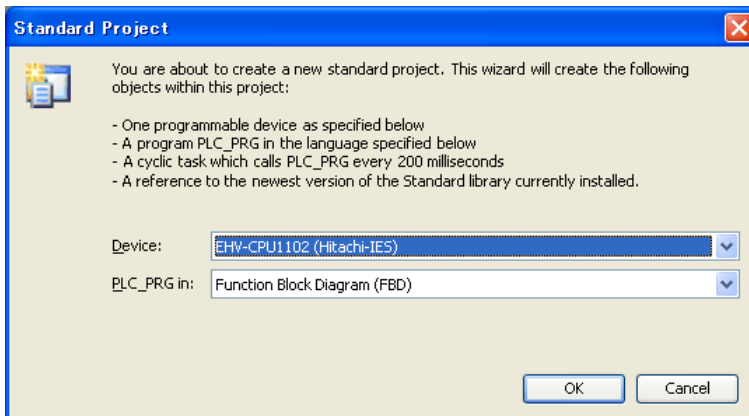 Standard Project
You are about to create a new standard project. This wizard will create the following
objects within this project:
- One programmable device as specified below
- A program PLC_PRG in the language specified below
- A cyclic task which calls PLC_PRG every 200 milliseconds
- A reference to the newest version of the Standard library currently installed.
Device: EHV-CPU1102 (Hitachi-IES)
PLC_PRG in: Function Block Diagram (FBD)
OK Cancel